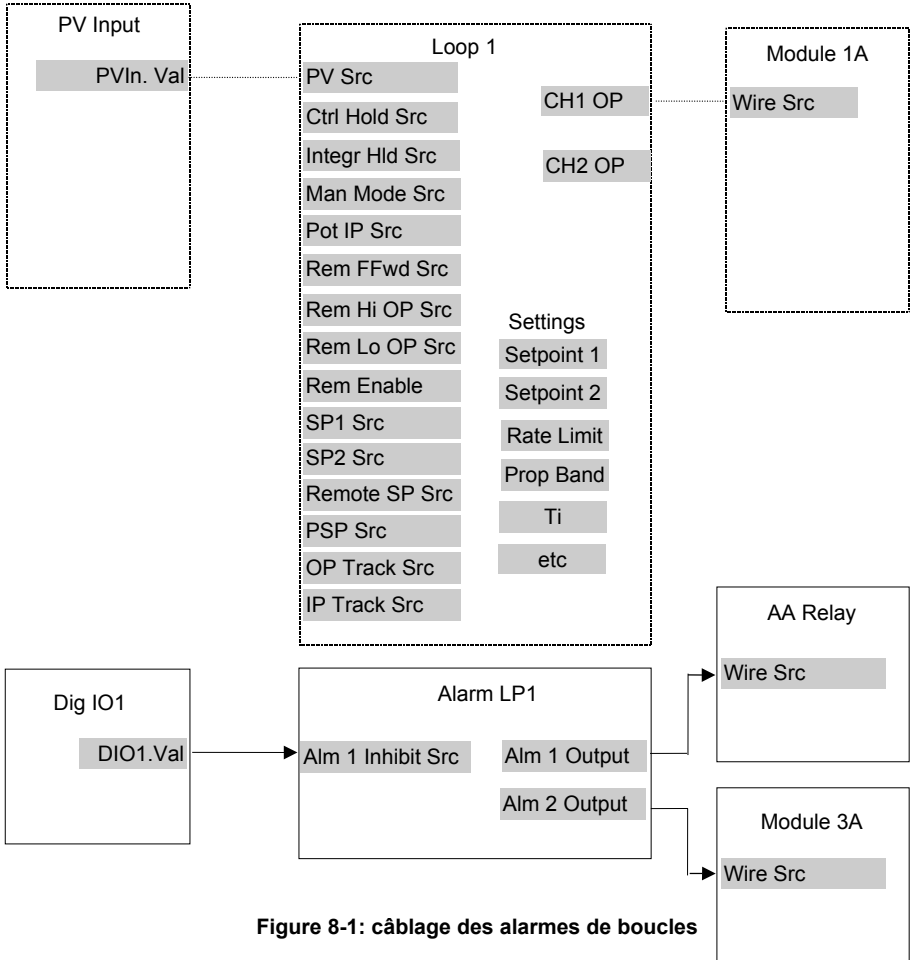 PV Input
PVIn. Val
Loop 1
PV Src
Ctrl Hold Src
Integr Hld Src
Man Mode Src
Pot IP Src
Rem FFwd Src
Rem Hi OP Src
Rem Lo OP Src
Rem Enable
SP1 Src
SP2 Src
Remote SP Src
PSP Src
OP Track Src
IP Track Src
CH1 OP
CH2 OP
Settings
Setpoint 1
Setpoint 2
Rate Limit
Prop Band
Ti
etc
Module 1A
Wire Src
Dig IO1
DIO1.Val
Alarm LP1
Alm 1 Inhibit Src
Alm 1 Output
Alm 2 Output
AA Relay
Wire Src
Module 3A
Wire Src
Figure 8-1: câblage des alarmes de boucles